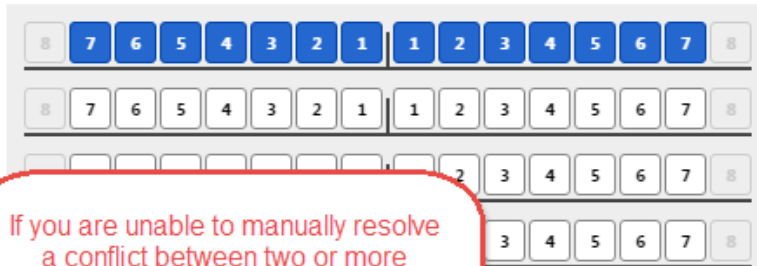 8 7 6 5 4 3 2 1 1 2 3 4 5 6 7 8
8 7 6 5 4 3 2 1 1 2 3 4 5 6 7 8
2 3 4 5 6 7 8
If you are unable to manually resolve
3 4 5 6 7 8
a conflict between two or more